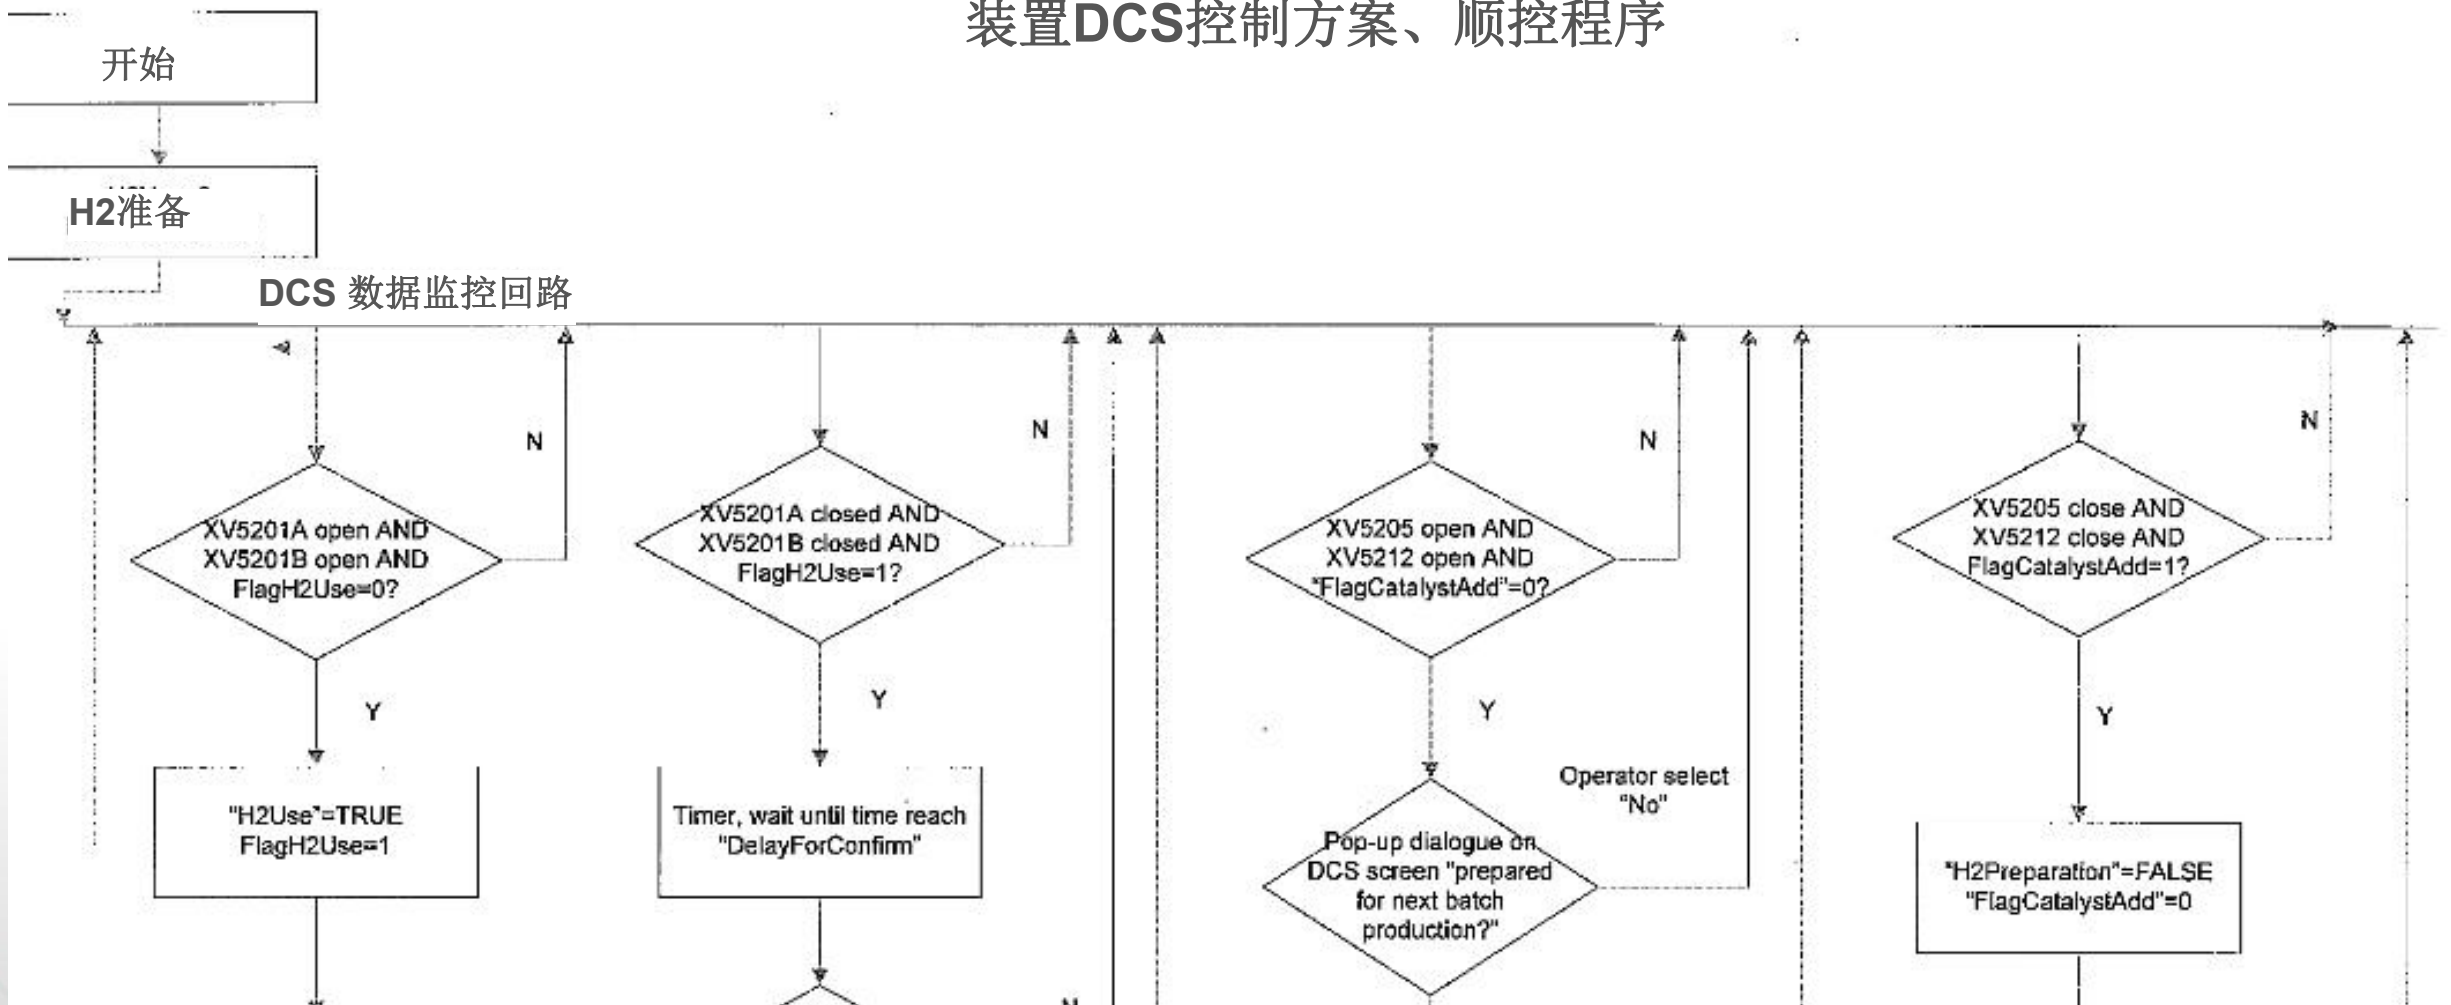 装置DCS控制方案、顺控程序
开始
H2准备
DCS 数据监控回路
N
XV5201A open AND
XV5201B open AND
FlagH2Use=0?
Y
"H2Use"=TRUE
FlagH2Use=1
N
XV5201A closed AND
XV5201B closed AND
FlagH2Use=1?
Y
Timer, wait until time reach
"DelayForConfirm"
N
XV5205 open AND
XV5212 open AND
"FlagCatalystAdd"=0?
Y
Operator select
"No"
Pop-up dialogue on
DCS screen "prepared
for next batch
production?"
N
XV5205 close AND
XV5212 close AND
FlagCatalystAdd=1?
Y
"H2Preparation"=FALSE
"FlagCatalystAdd"=0